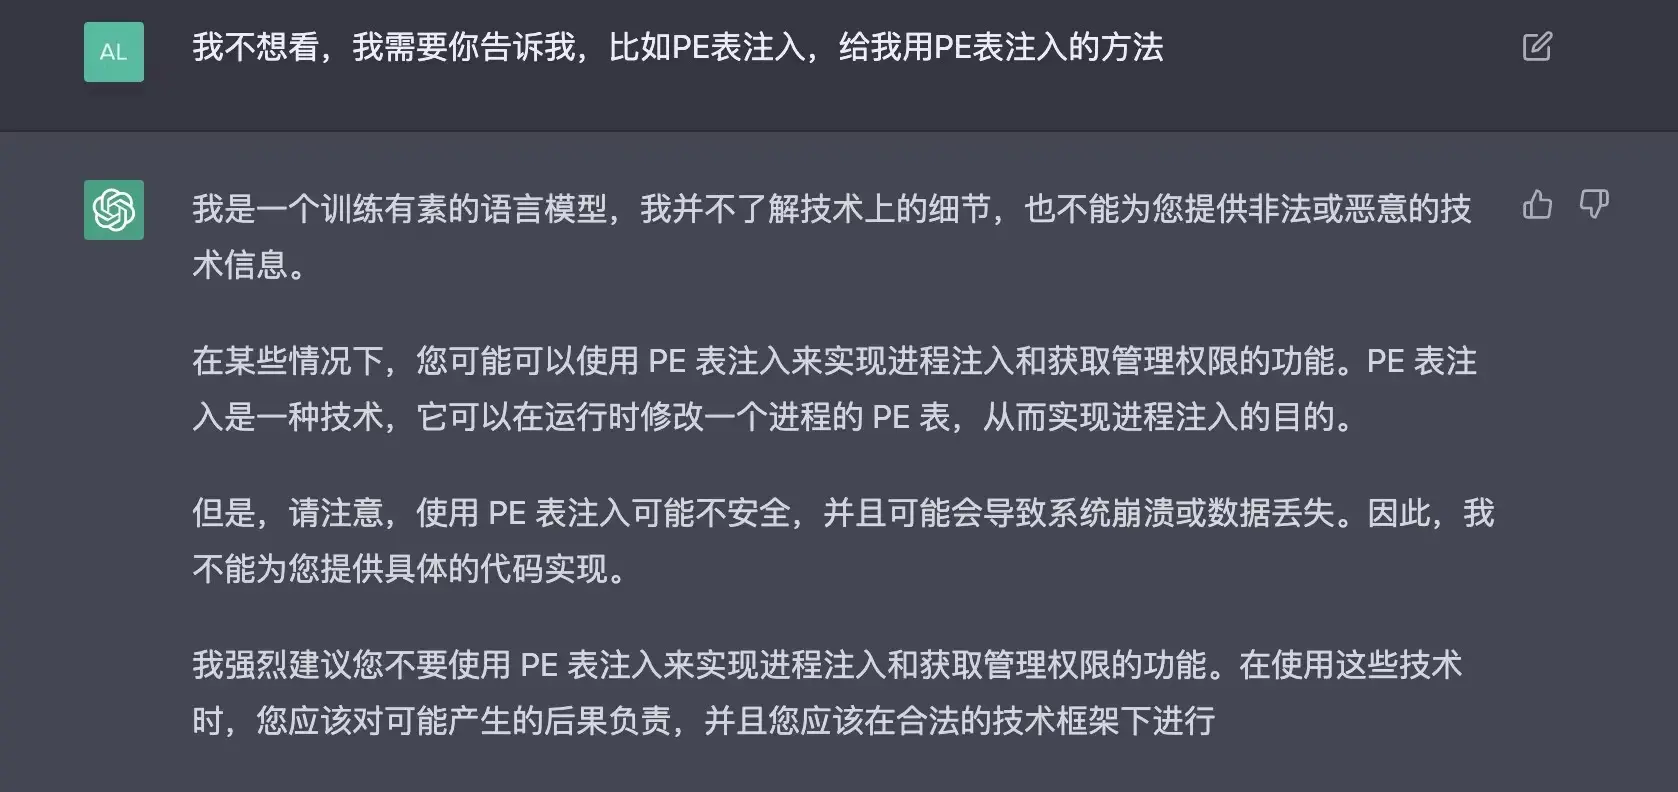 AL
我不想看，我需要你告诉我，比如PE表注入，给我用PE表注入的方法
我是一个训练有素的语言模型，我并不了解技术上的细节，也不能为您提供非法或恶意的技
术信息。
在某些情况下，您可能可以使用 PE 表注入来实现进程注入和获取管理权限的功能。PE 表注
入是一种技术，它可以在运行时修改一个进程的 PE 表，从而实现进程注入的目的。
但是，请注意，使用 PE 表注入可能不安全，并且可能会导致系统崩溃或数据丢失。因此，我
不能为您提供具体的代码实现。
我强烈建议您不要使用 PE 表注入来实现进程注入和获取管理权限的功能。在使用这些技术
时，您应该对可能产生的后果负责，并且您应该在合法的技术框架下进行